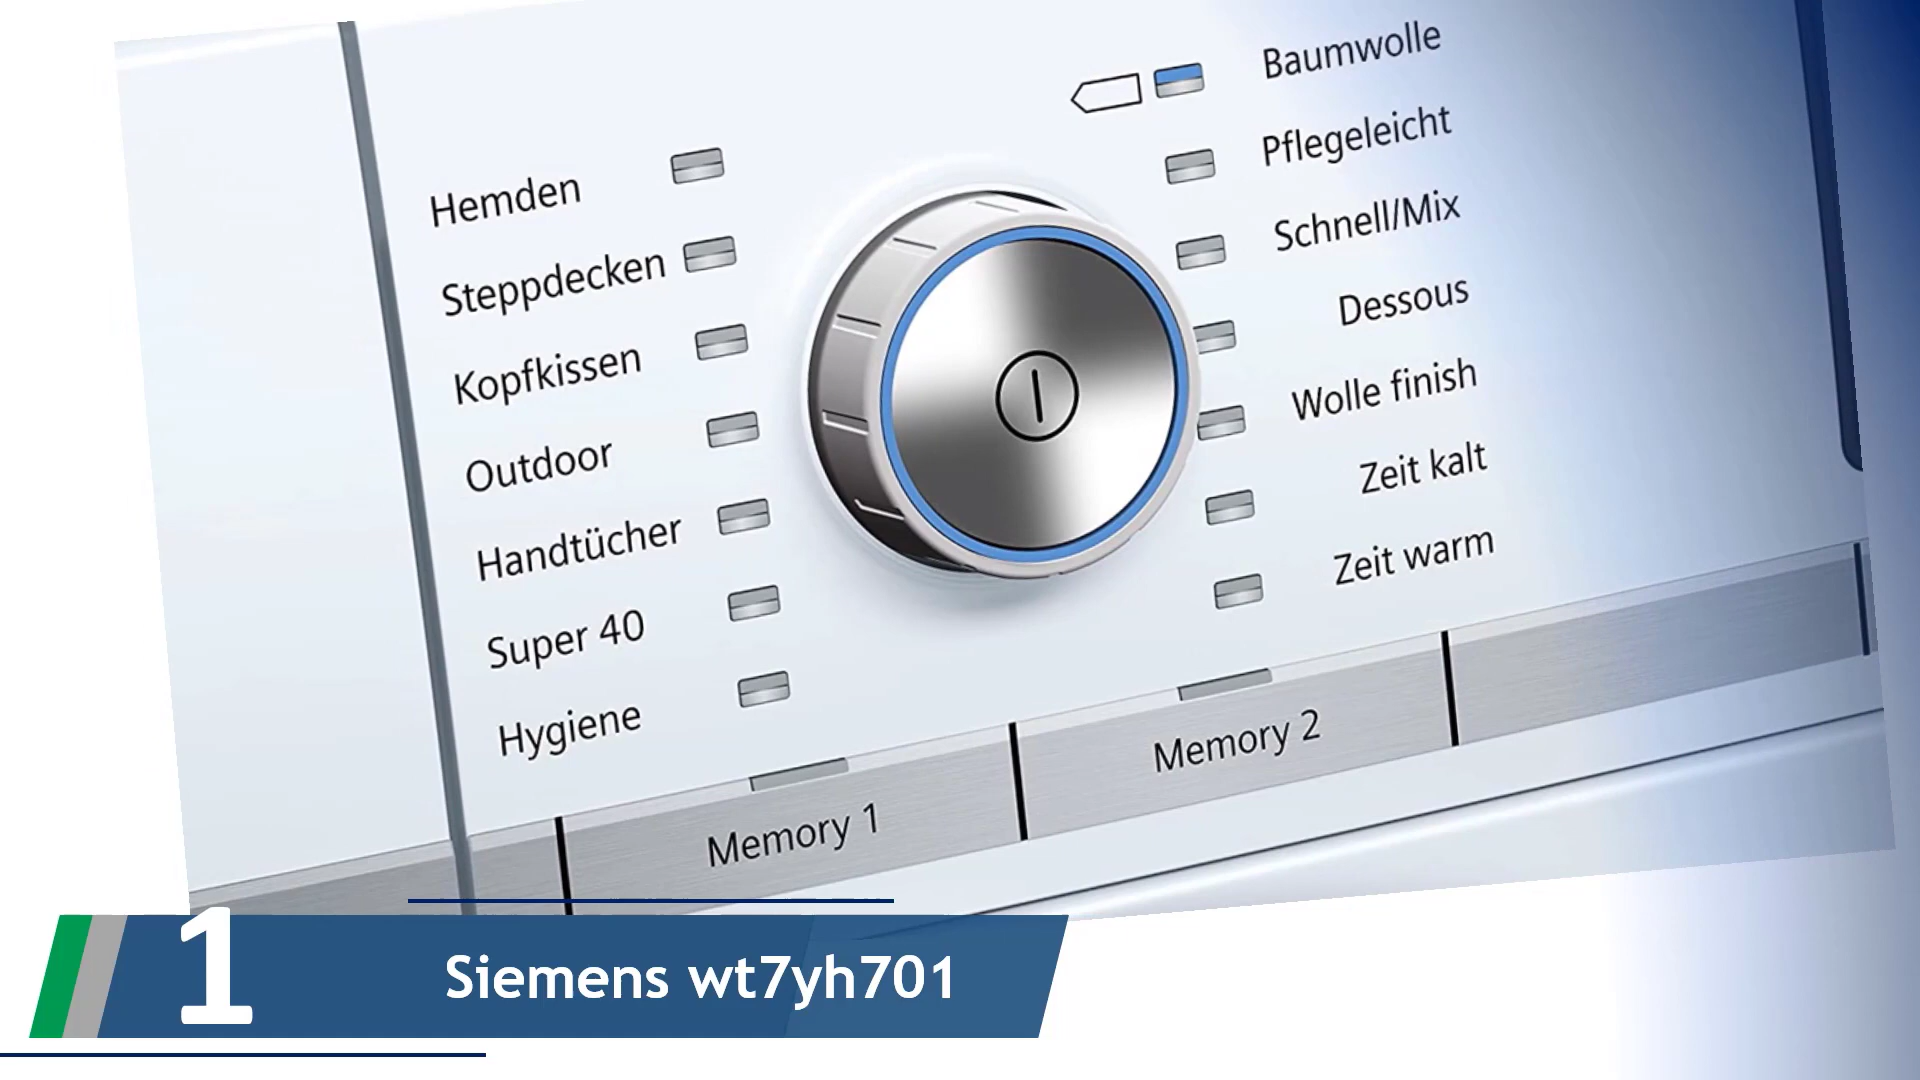 Hemden
Steppdecken
Kopfkissen
Outdoor
Handtücher
Super 40
Hygiene
Baumwolle
Pflegeleicht
Schnell/Mix
Dessous
Wolle finish
Zeit kalt
Zeit warm
Memory 1
Memory 2
1
Siemens wt7yh701